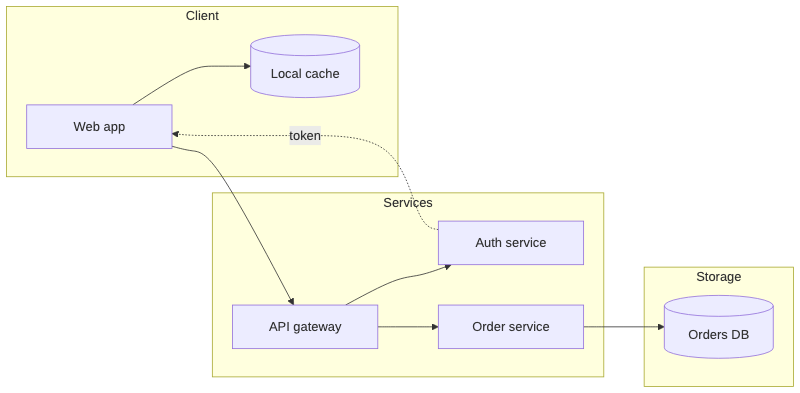 Client
Local cache
Web app
token
Services
Auth service
API gateway
Order service
Storage
Orders DB